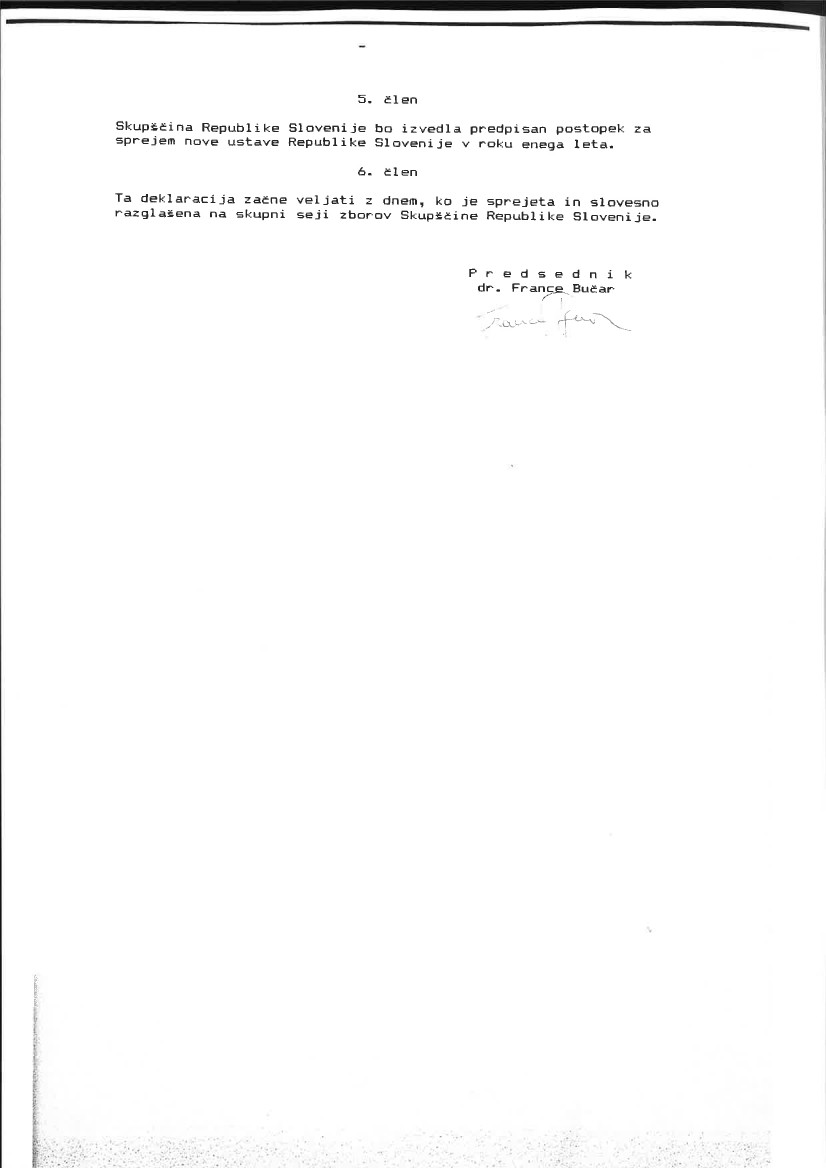 -
5. člen
Skupščina Republike Slovenije bo izvedla predpisan postopek za
sprejem nove ustave Republike Slovenije v roku enega leta.
6. člen
Ta deklaracija začne veljati z dnem, ko je sprejeta in slovesno
razglašena na skupni seji zborov Skupščine Republike Slovenije.
P r e d s e d n i k
dr. France Bučar